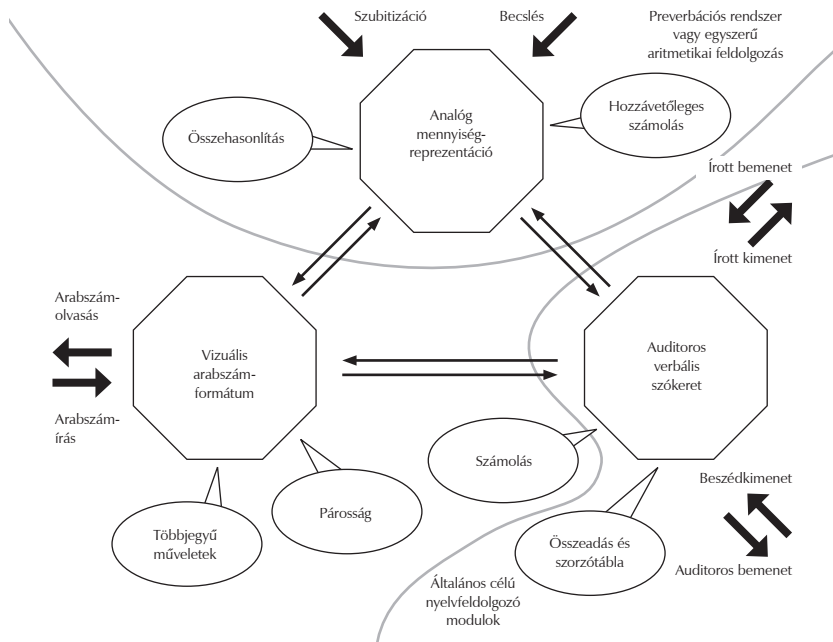 Szubitizáció
Becslés
Preverbációs rendszer
vagy egyszerű
aritmetikai feldolgozás
Analóg
mennyiség-
reprezentáció
Összehasonlítás
Hozzávetőleges
számolás
Írott bemenet
Írott kimenet
Arabszám-
olvasás
Arabszám-
írás
Vizuális
arabszám-
formátum
Auditoros
verbális
szókeret
Számolás
Párosság
Többjegyű
műveletek
Összeadás és
szorzótábla
Beszédkimenet
Auditoros bemenet
Általános célú
nyelvfeldolgozó
modulok